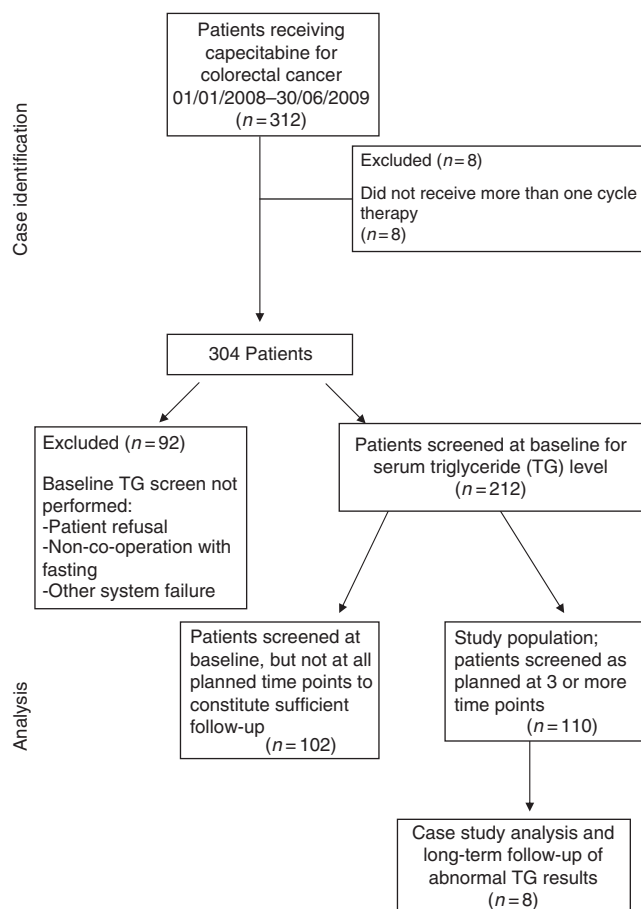 Patients receiving
capecitabine for
colorectal cancer
01/01/2008–30/06/2009
(n=312)
Case identification
Excluded (n=8)
Did not receive more than one cycle
therapy
(n=8)
304 Patients
Excluded (n=92)
Baseline TG screen not
performed:
-Patient refusal
-Non-co-operation with
fasting
-Other system failure
Patients screened at baseline for
serum triglyceride (TG) level
(n=212)
Analysis
Patients screened at
baseline, but not at all
planned time points to
constitute sufficient
follow-up
(n=102)
Study population;
patients screened as
planned at 3 or more
time points
(n=110)
Case study analysis and
long-term follow-up of
abnormal TG results
(n=8)